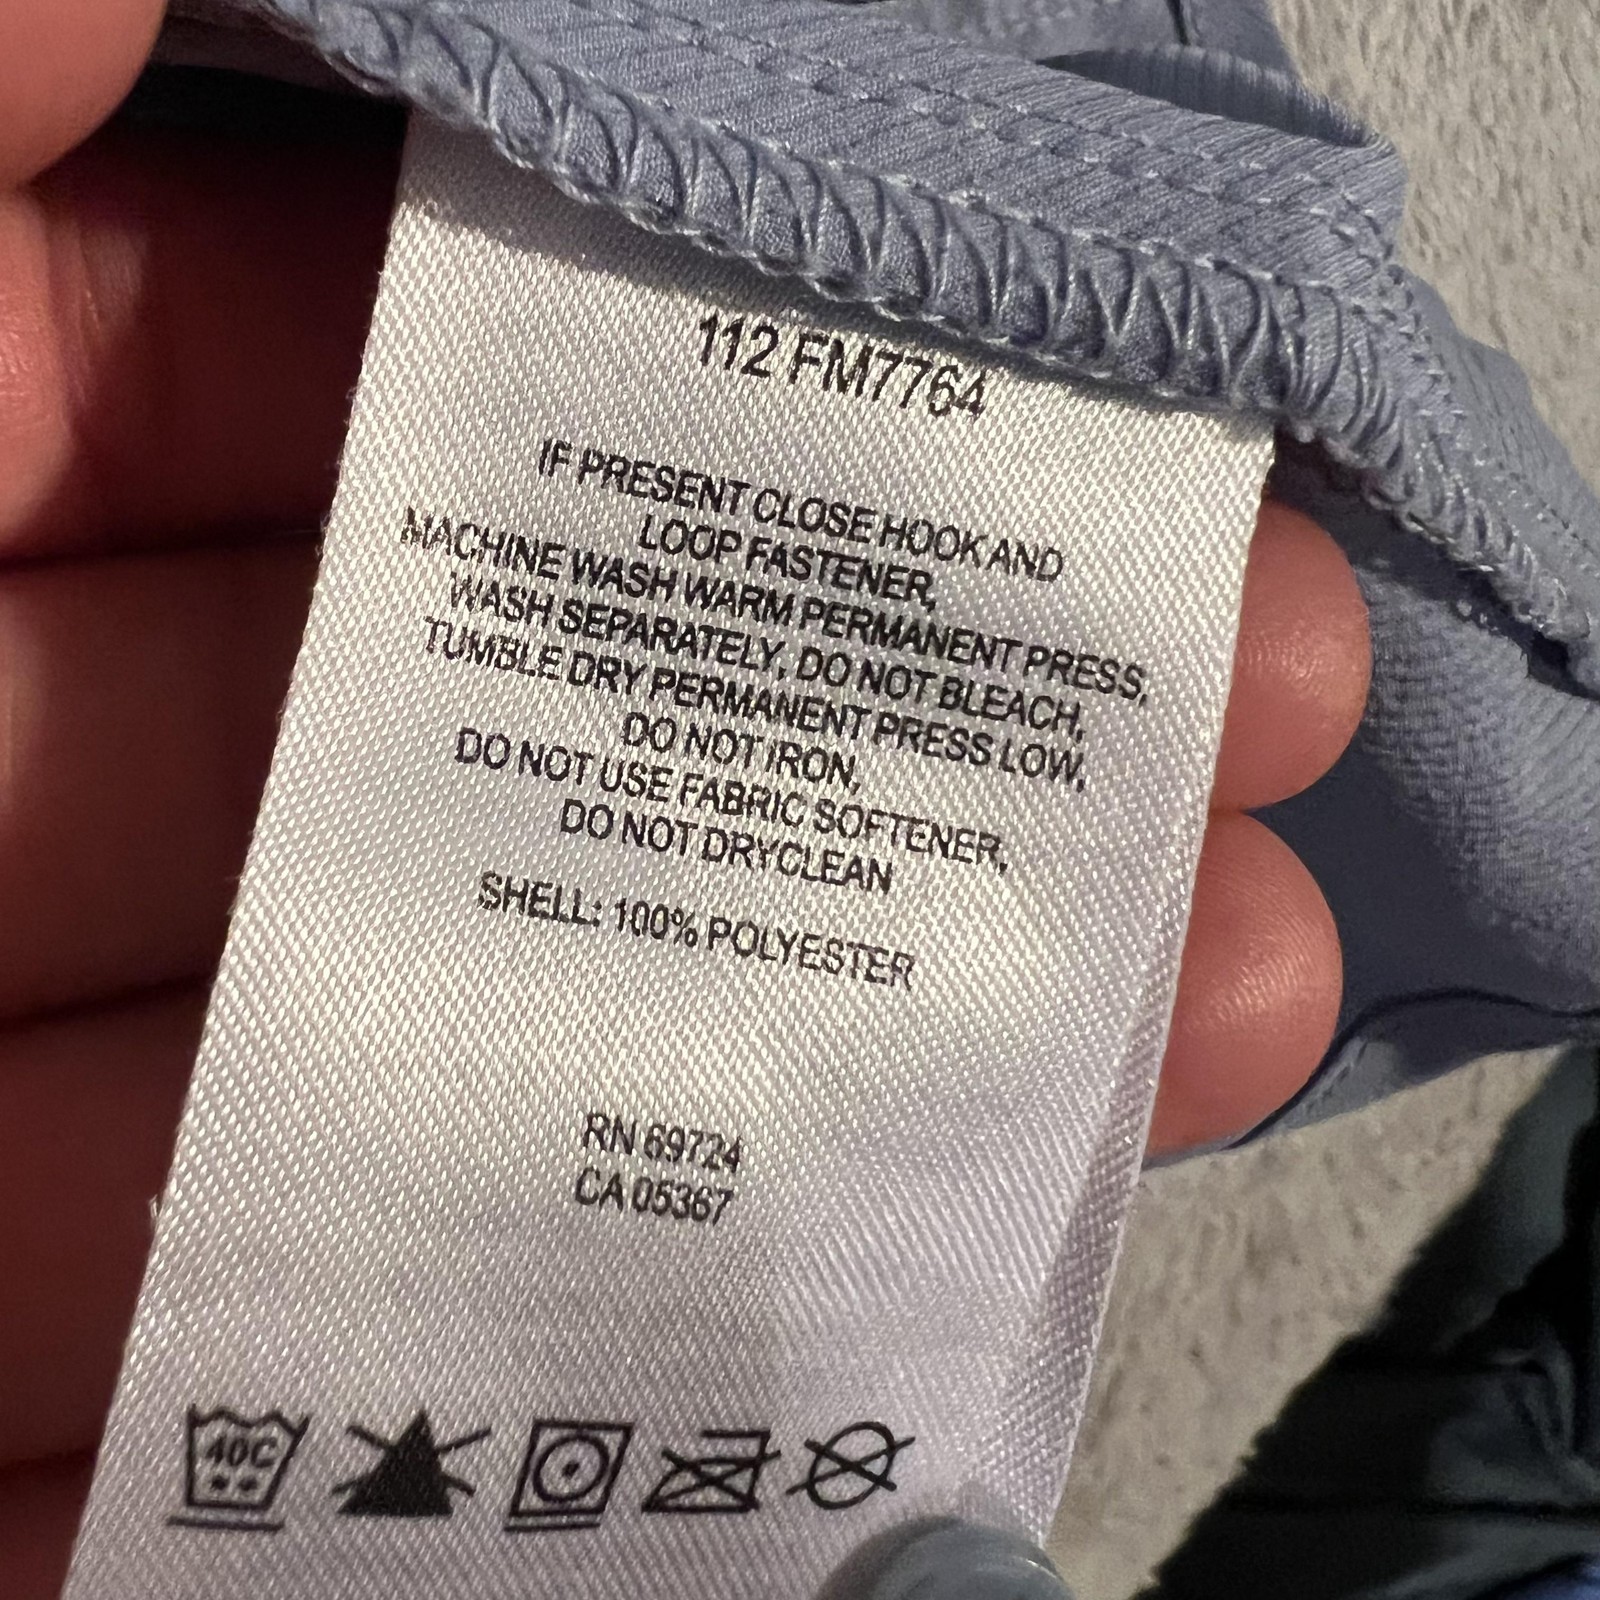 112 FM7764
IF PRESENT CLOSE HOOK AND
LOOP FASTENER,
MACHINE WASH WARM PERMANENT PRESS,
WASH SEPARATELY, DO NOT BLEACH,
TUMBLE DRY PERMANENT PRESS LOW,
DO NOT IRON,
DO NOT USE FABRIC SOFTENER,
DO NOT DRYCLEAN
SHELL: 100% POLYESTER
RN 69724
CA 05367
40C